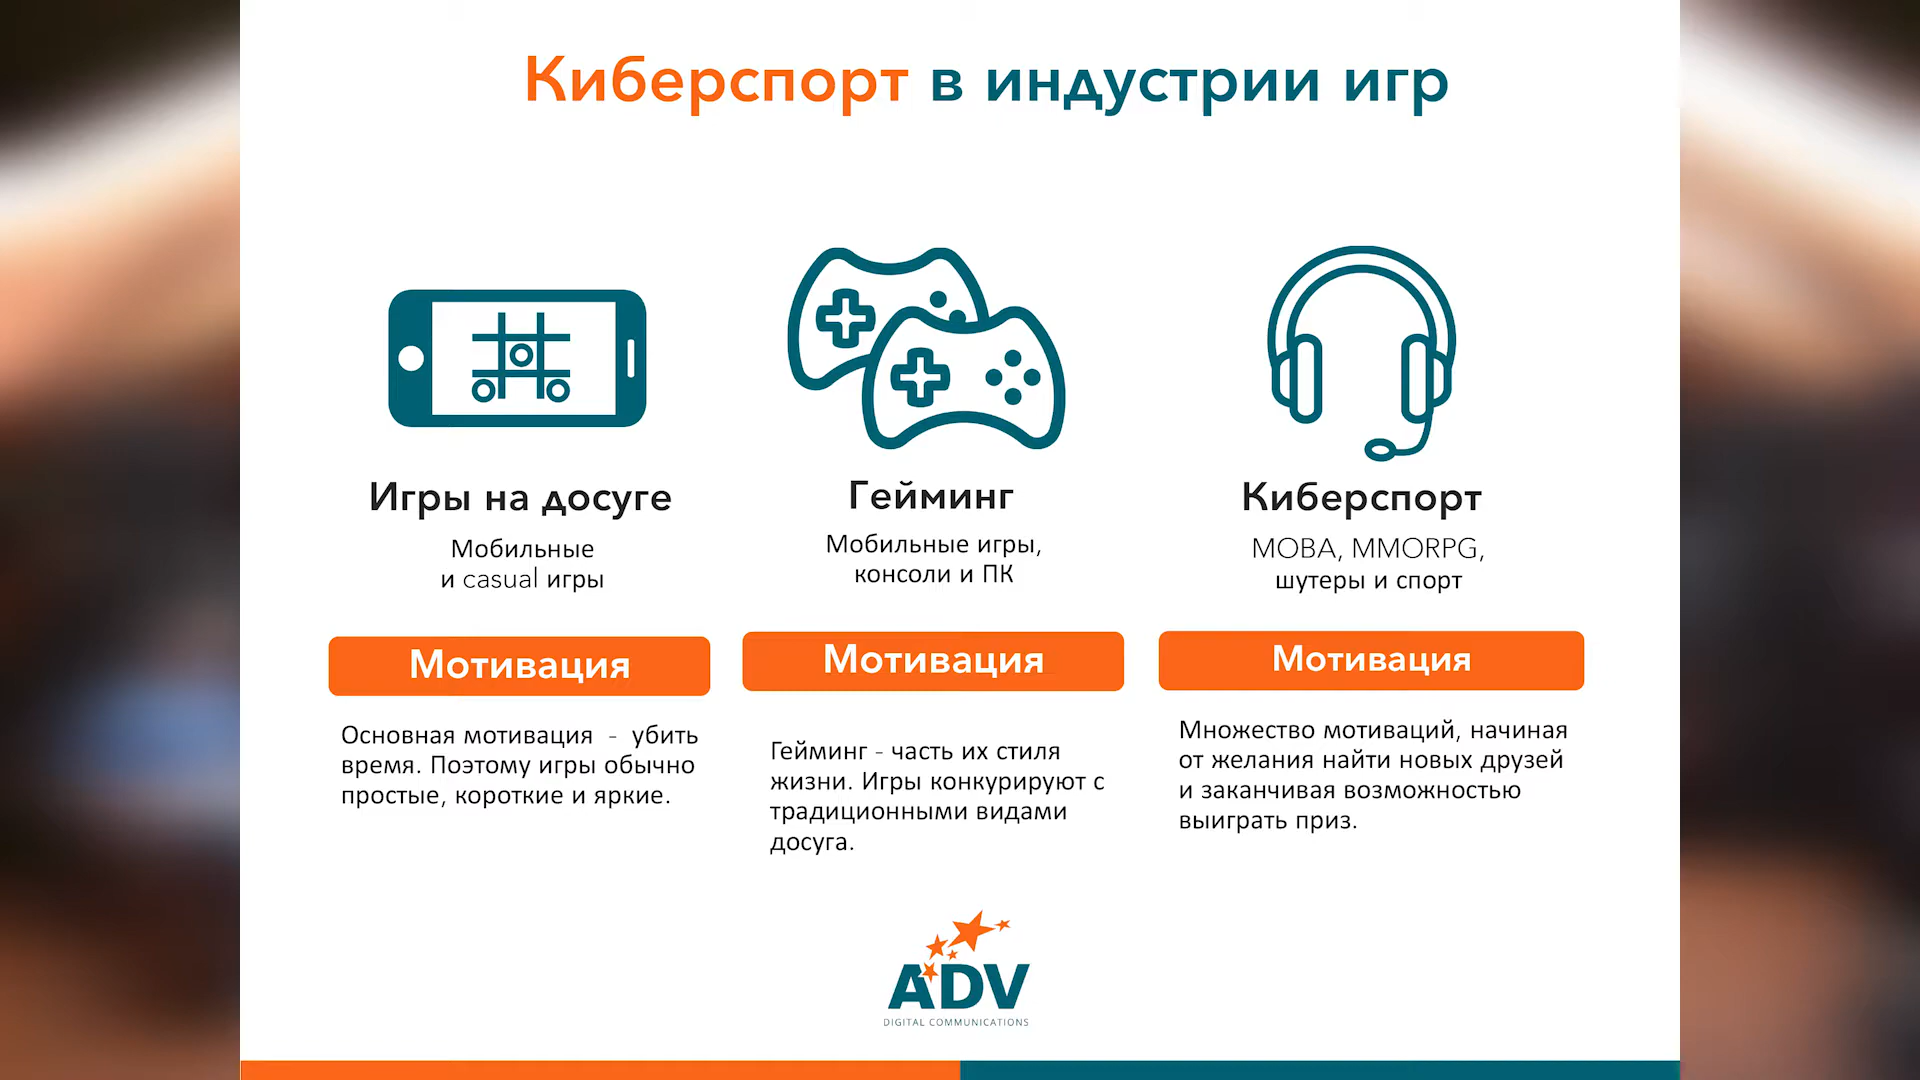 Киберспорт в индустрии игр
Игры на досуге
Мобильные
и casual игры
Мотивация
Основная мотивация - убить
время. Поэтому игры обычно
простые, короткие и яркие.
Гейминг
Мобильные игры,
консоли и ПК
Мотивация
Гейминг - часть их стиля
жизни. Игры конкурируют с
традиционными видами
досуга.
Киберспорт
MOBA, MMORPG,
шутеры и спорт
Мотивация
Множество мотиваций, начиная
от желания найти новых друзей
и заканчивая возможностью
выиграть приз.
ADV
DIGITAL COMMUNICATIONS